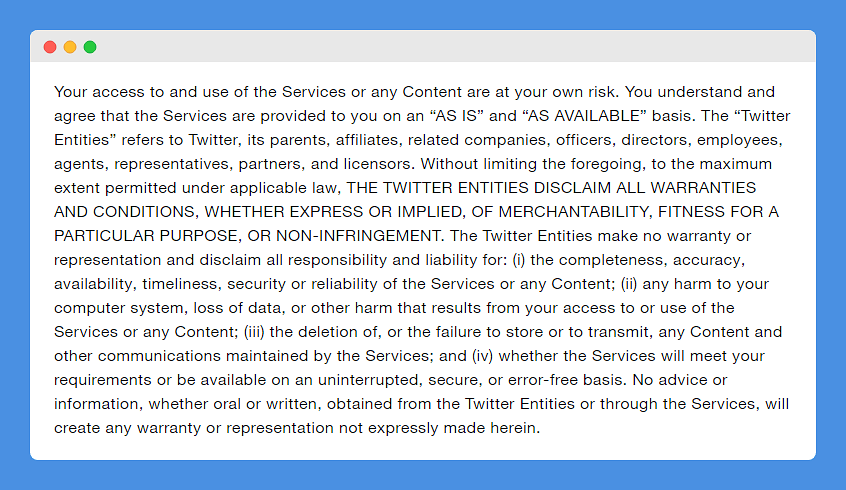 Your access to and use of the Services or any Content are at your own risk. You understand and
agree that the Services are provided to you on an “AS IS” and “AS AVAILABLE” basis. The “Twitter
Entities” refers to Twitter, its parents, affiliates, related companies, officers, directors, employees,
agents, representatives, partners, and licensors. Without limiting the foregoing, to the maximum
extent permitted under applicable law, THE TWITTER ENTITIES DISCLAIM ALL WARRANTIES
AND CONDITIONS, WHETHER EXPRESS OR IMPLIED, OF MERCHANTABILITY, FITNESS FOR A
PARTICULAR PURPOSE, OR NON-INFRINGEMENT. The Twitter Entities make no warranty or
representation and disclaim all responsibility and liability for: (i) the completeness, accuracy,
availability, timeliness, security or reliability of the Services or any Content; (ii) any harm to your
computer system, loss of data, or other harm that results from your access to or use of the
Services or any Content; (iii) the deletion of, or the failure to store or to transmit, any Content and
other communications maintained by the Services; and (iv) whether the Services will meet your
requirements or be available on an uninterrupted, secure, or error-free basis. No advice or
information, whether oral or written, obtained from the Twitter Entities or through the Services, will
create any warranty or representation not expressly made herein.